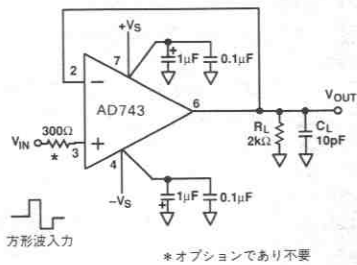 +VS
7
+
1μF
0.1μF
2
−
AD743
6
VOUT
300Ω
VIN
*
3
+
4
RL
2kΩ
CL
10pF
−VS
1μF
0.1μF
+
方形波入力
*オプションであり不要